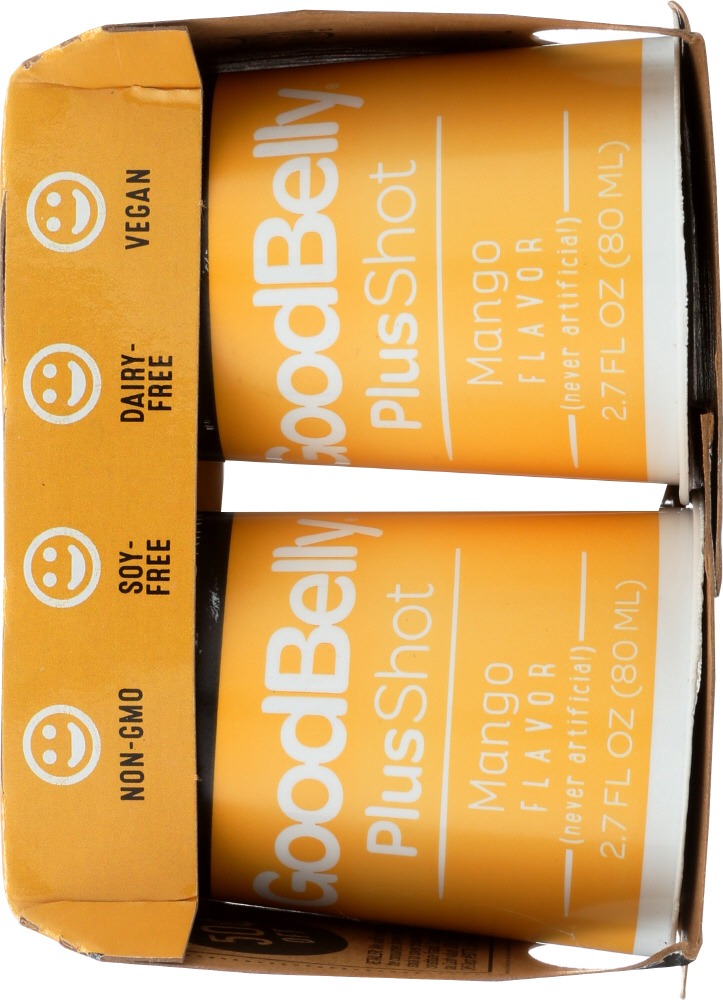 NON-GMO
SOY-
FREE
DAIRY-
FREE
VEGAN
GoodBelly
PlusShot
Mango
FLAVOR
(never artificial)
2.7 FL OZ (80 ML)
GoodBelly
PlusShot
Mango
FLAVOR
(never artificial)
2.7 FL OZ (80 ML)
50